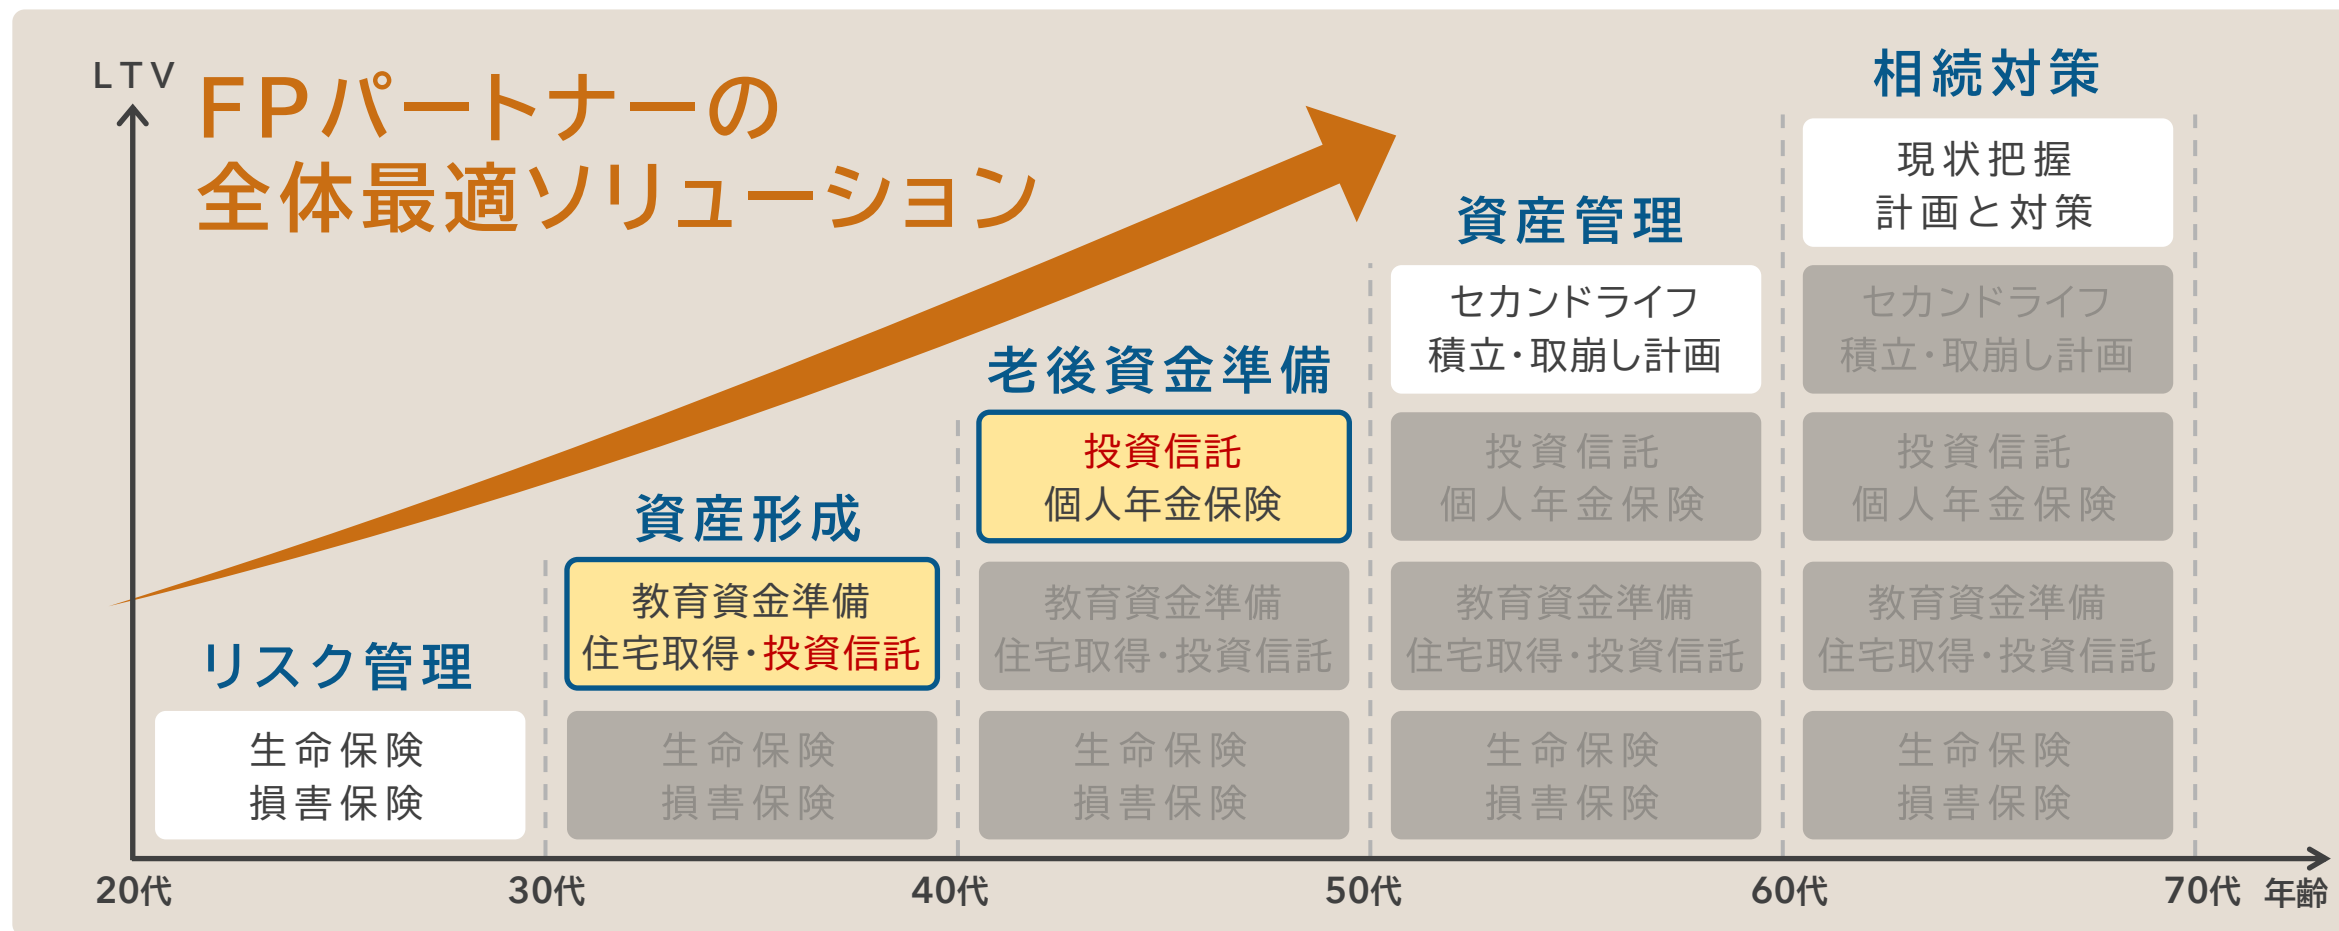 LTV
FPパートナーの
全体最適ソリューション
リスク管理
生命保険
損害保険
資産形成
教育資金準備
住宅取得・投資信託
生命保険
損害保険
老後資金準備
投資信託
個人年金保険
教育資金準備
住宅取得・投資信託
生命保険
損害保険
資産管理
セカンドライフ
積立・取崩し計画
投資信託
個人年金保険
教育資金準備
住宅取得・投資信託
生命保険
損害保険
相続対策
現状把握
計画と対策
セカンドライフ
積立・取崩し計画
投資信託
個人年金保険
教育資金準備
住宅取得・投資信託
生命保険
損害保険
20代
30代
40代
50代
60代
70代
年齢